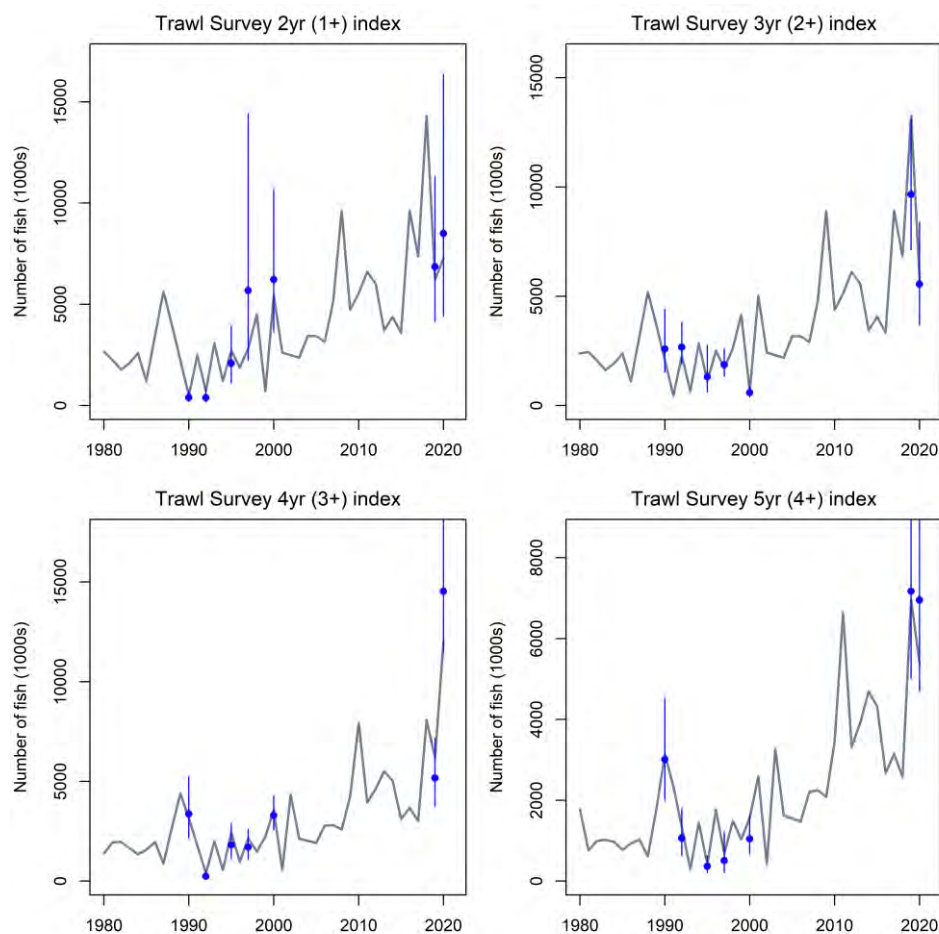 Trawl Survey 2yr (1+) index
Number of fish (1000s)
15000
10000
5000
0
1980 1990 2000 2010 2020
Trawl Survey 3yr (2+) index
Number of fish (1000s)
15000
10000
5000
0
1980 1990 2000 2010 2020
Trawl Survey 4yr (3+) index
Number of fish (1000s)
15000
10000
5000
0
1980 1990 2000 2010 2020
Trawl Survey 5yr (4+) index
Number of fish (1000s)
8000
6000
4000
2000
0
1980 1990 2000 2010 2020